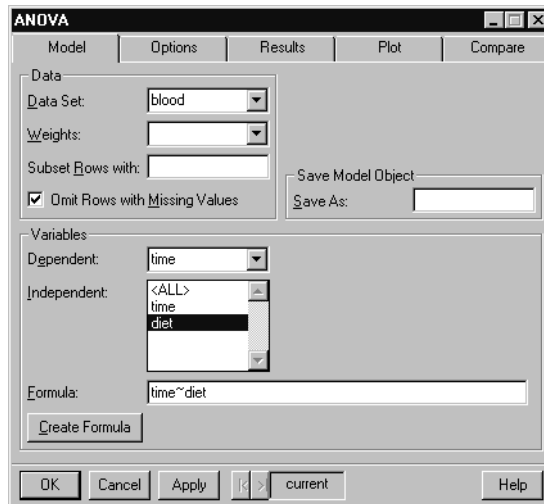 ANOVA
Model Options Results Plot Compare
Data
Data Set: blood
Weights:
Subset Rows with:
Omit Rows with Missing Values
Save Model Object
Save As:
Variables
Dependent: time
Independent: <ALL>
time
diet
Formula: time~diet
Create Formula
OK Cancel Apply current Help